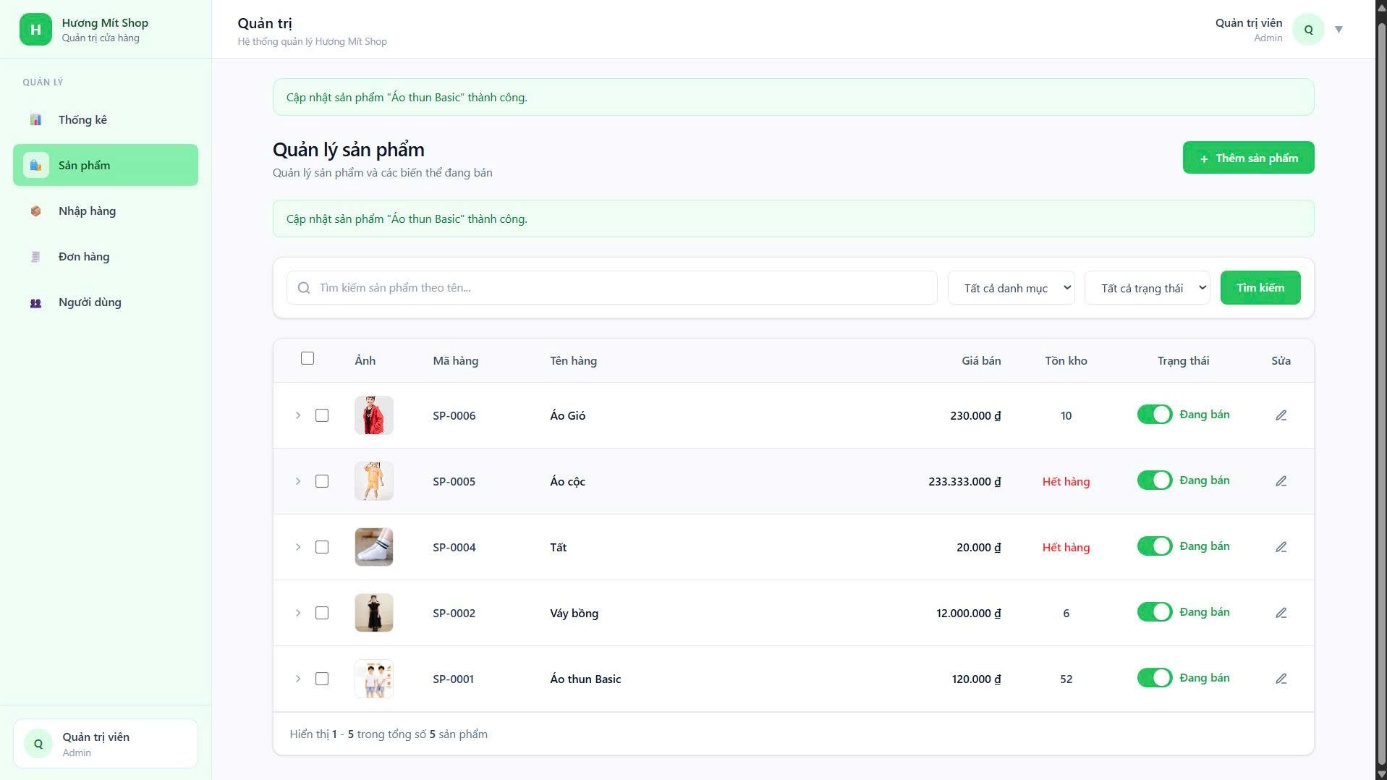 H
Hương Mít Shop
Quản trị cửa hàng
QUẢN LÝ
Thống kê
Sản phẩm
Nhập hàng
Đơn hàng
Người dùng
Q
Quản trị viên
Admin
Quản trị
Hệ thống quản lý Hương Mít Shop
Quản trị viên
Admin
Q
Cập nhật sản phẩm "Áo thun Basic" thành công.
Quản lý sản phẩm
Quản lý sản phẩm và các biến thể đang bán
+ Thêm sản phẩm
Cập nhật sản phẩm "Áo thun Basic" thành công.
Tìm kiếm sản phẩm theo tên... Tất cả danh mục Tất cả trạng thái Tìm kiếm
Ảnh Mã hàng Tên hàng Giá bán Tồn kho Trạng thái Sửa
SP-0006 Áo Gió 230.000 ₫ 10 Đang bán
SP-0005 Áo cộc 233.333.000 ₫ Hết hàng Đang bán
SP-0004 Tất 20.000 ₫ Hết hàng Đang bán
SP-0002 Váy bồng 12.000.000 ₫ 6 Đang bán
SP-0001 Áo thun Basic 120.000 ₫ 52 Đang bán
Hiển thị 1 - 5 trong tổng số 5 sản phẩm